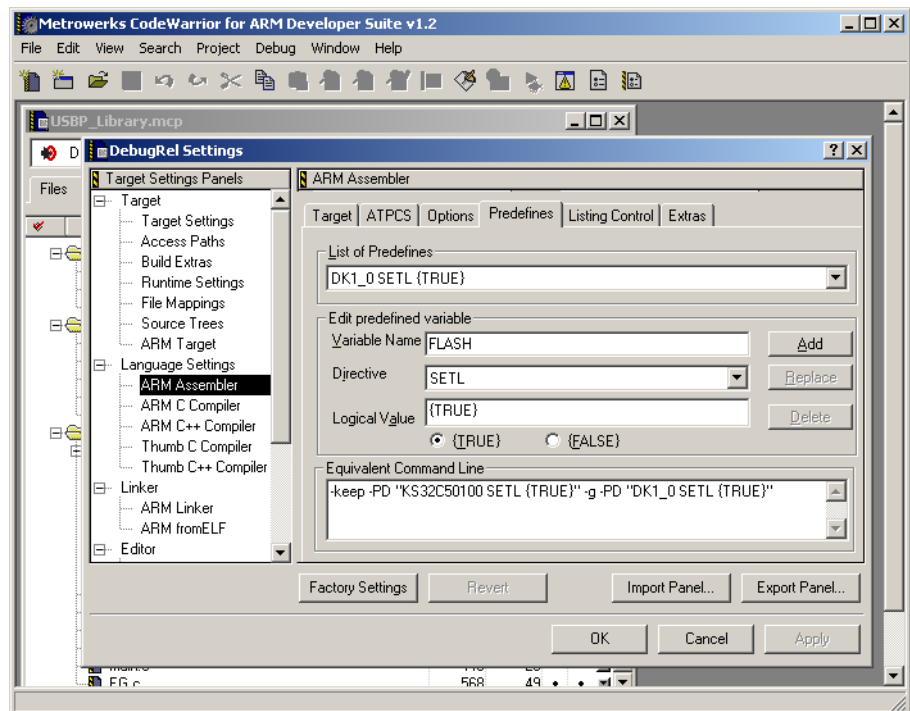 Metrowerks CodeWarrior for ARM Developer Suite v1.2
File Edit View Search Project Debug Window Help
USBP_Library.mcp
D
DebugRel Settings
Files
Target Settings Panels
Target
Target Settings
Access Paths
Build Extras
Runtime Settings
File Mappings
Source Trees
ARM Target
Language Settings
ARM Assembler
ARM C Compiler
ARM C++ Compiler
Thumb C Compiler
Thumb C++ Compiler
Linker
ARM Linker
ARM fromELF
Editor
ARM Assembler
Target ATPCS Options Predefines Listing Control Extras
List of Predefines
DK1_0 SETL {TRUE}
Edit predefined variable
Variable Name FLASH Add
Directive SETL Replace
Logical Value {TRUE} Delete
{TRUE} {FALSE}
Equivalent Command Line
-keep -PD "KS32C50100 SETL {TRUE}" -g -PD "DK1_0 SETL {TRUE}"
Factory Settings Revert Import Panel... Export Panel...
OK Cancel Apply
568 49